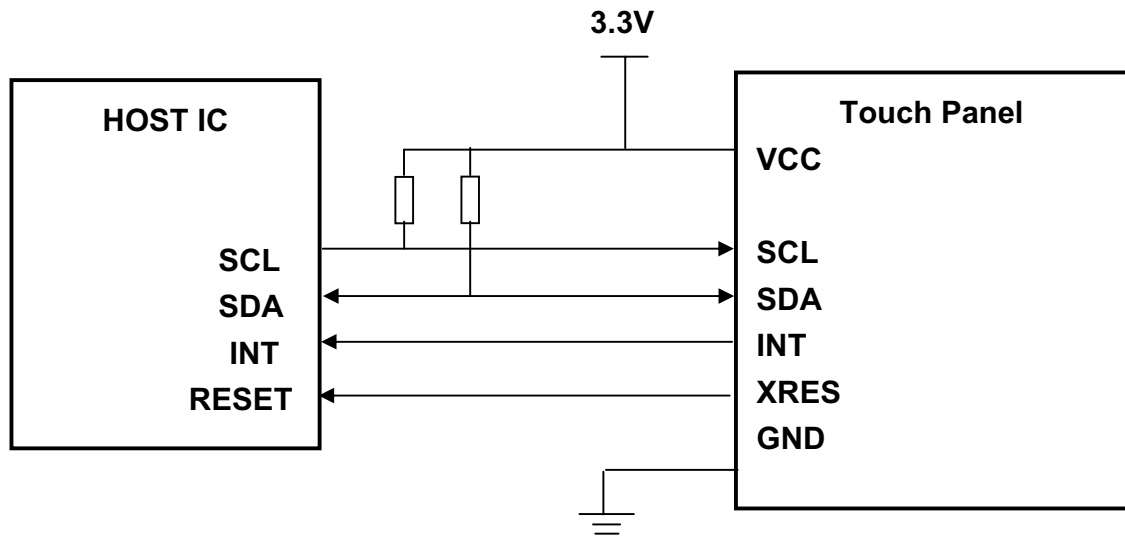 3.3V
HOST IC
SCL
SDA
INT
RESET
Touch Panel
VCC
SCL
SDA
INT
XRES
GND